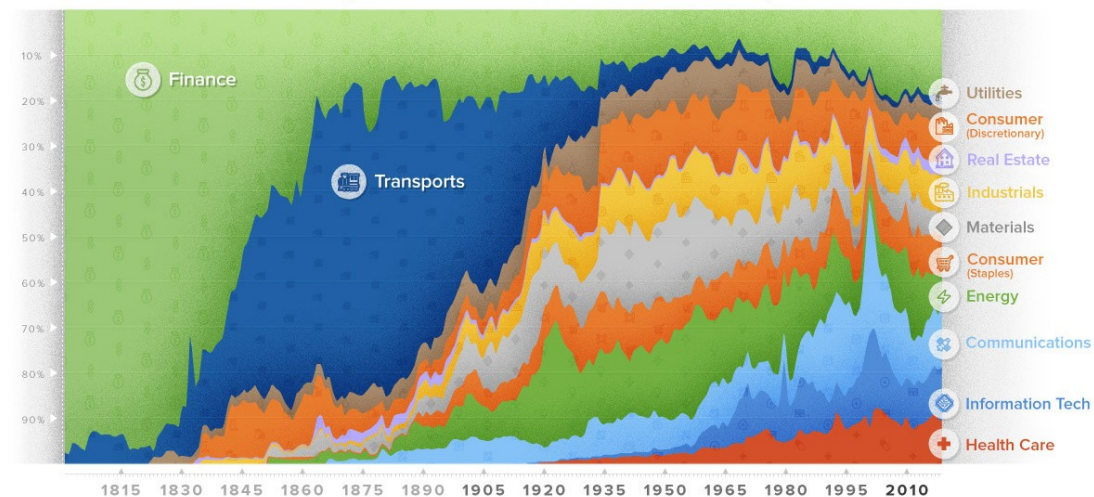 10%
20%
30%
40%
50%
60%
70%
80%
90%
Finance
Transports
Utilities
Consumer
(Discretionary)
Real Estate
Industrials
Materials
Consumer
(Staples)
Energy
Communications
Information Tech
Health Care
1815 1830 1845 1860 1875 1890 1905 1920 1935 1950 1965 1980 1995 2010